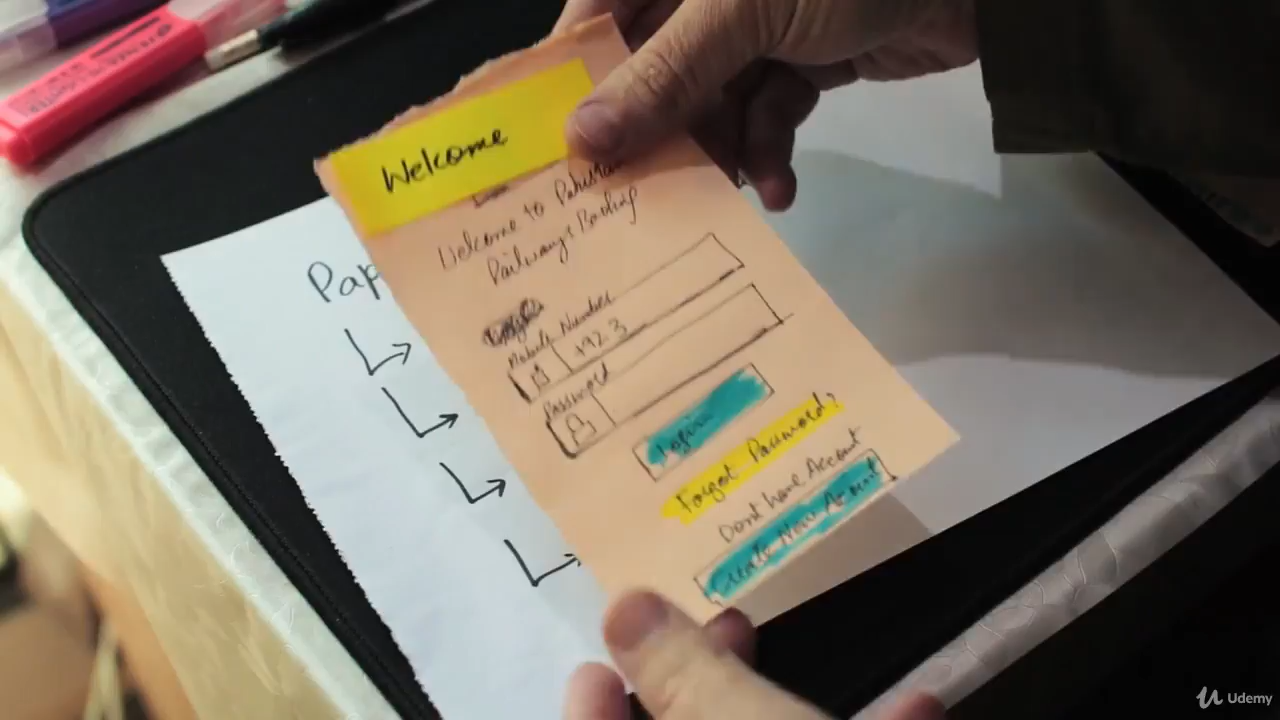 Welcome
Welcome to Pakistan
Railways Booking
Mobile Number
+92 3
Password
Login
Forgot Password?
Dont have Account
Create New Account
Pap
Udemy